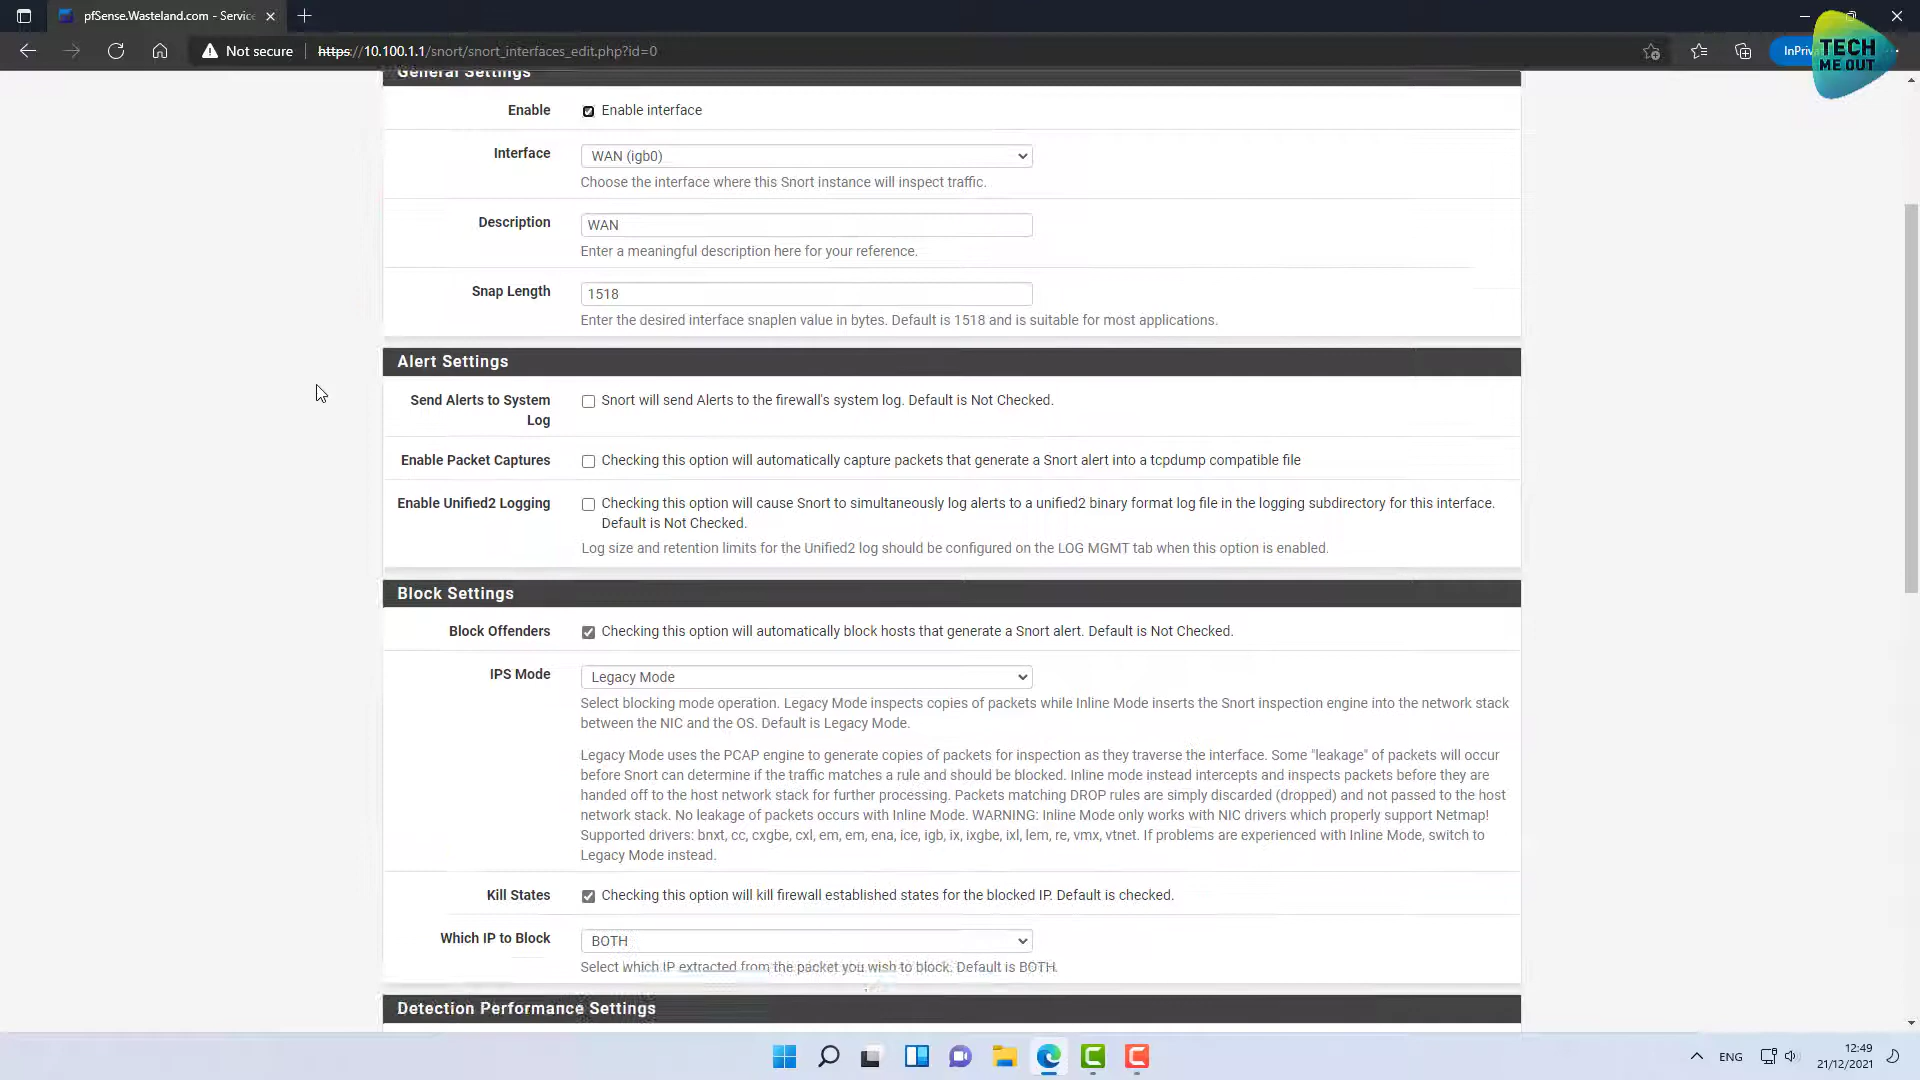 pfSense.Wasteland.com - Service
Not secure
https://10.100.1.1/snort/snort_interfaces_edit.php?id=0
InPriv
TECH
ME OUT
General Settings
Enable
Enable interface
Interface
WAN (igb0)
Choose the interface where this Snort instance will inspect traffic.
Description
WAN
Enter a meaningful description here for your reference.
Snap Length
1518
Enter the desired interface snaplen value in bytes. Default is 1518 and is suitable for most applications.
Alert Settings
Send Alerts to System
Log
Snort will send Alerts to the firewall's system log. Default is Not Checked.
Enable Packet Captures
Checking this option will automatically capture packets that generate a Snort alert into a tcpdump compatible file
Enable Unified2 Logging
Checking this option will cause Snort to simultaneously log alerts to a unified2 binary format log file in the logging subdirectory for this interface.
Default is Not Checked.
Log size and retention limits for the Unified2 log should be configured on the LOG MGMT tab when this option is enabled.
Block Settings
Block Offenders
Checking this option will automatically block hosts that generate a Snort alert. Default is Not Checked.
IPS Mode
Legacy Mode
Select blocking mode operation. Legacy Mode inspects copies of packets while Inline Mode inserts the Snort inspection engine into the network stack
between the NIC and the OS. Default is Legacy Mode.
Legacy Mode uses the PCAP engine to generate copies of packets for inspection as they traverse the interface. Some "leakage" of packets will occur
before Snort can determine if the traffic matches a rule and should be blocked. Inline mode instead intercepts and inspects packets before they are
handed off to the host network stack for further processing. Packets matching DROP rules are simply discarded (dropped) and not passed to the host
network stack. No leakage of packets occurs with Inline Mode. WARNING: Inline Mode only works with NIC drivers which properly support Netmap!
Supported drivers: bnxt, cc, cxgbe, cxl, em, em, ena, ice, igb, ix, ixgbe, ixl, lem, re, vmx, vtnet. If problems are experienced with Inline Mode, switch to
Legacy Mode instead.
Kill States
Checking this option will kill firewall established states for the blocked IP. Default is checked.
Which IP to Block
BOTH
Select which IP extracted from the packet you wish to block. Default is BOTH.
Detection Performance Settings
ENG
12:49
21/12/2021